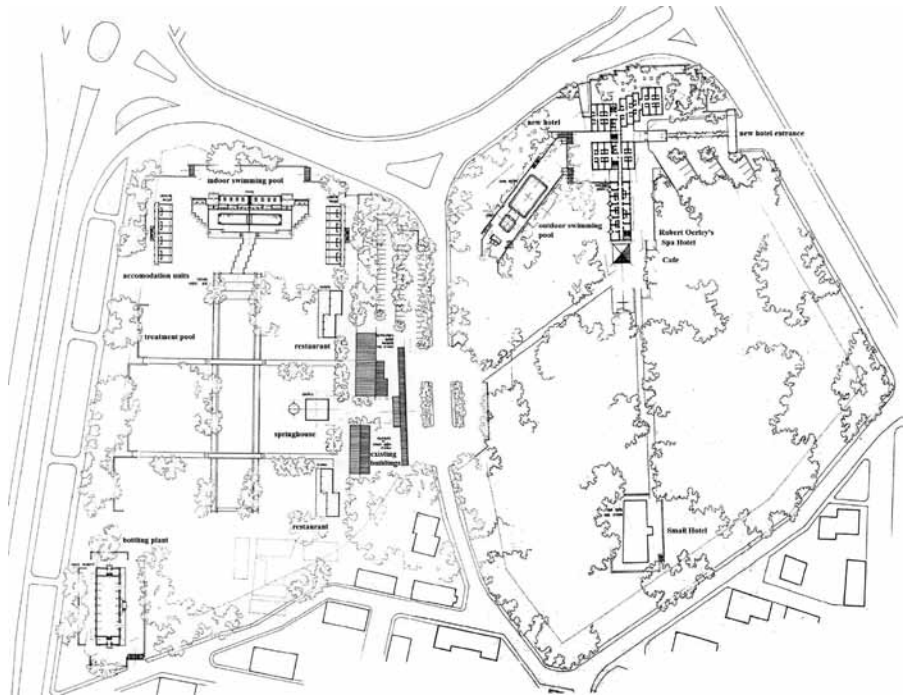 new hotel
new hotel entrance
indoor swimming pool
outdoor swimming
pool
Robert Oerley's
Spa Hotel
Cafe
accomodation units
treatment pool
restaurant
springhouse
existing
buildings
restaurant
Small Hotel
bottling plant